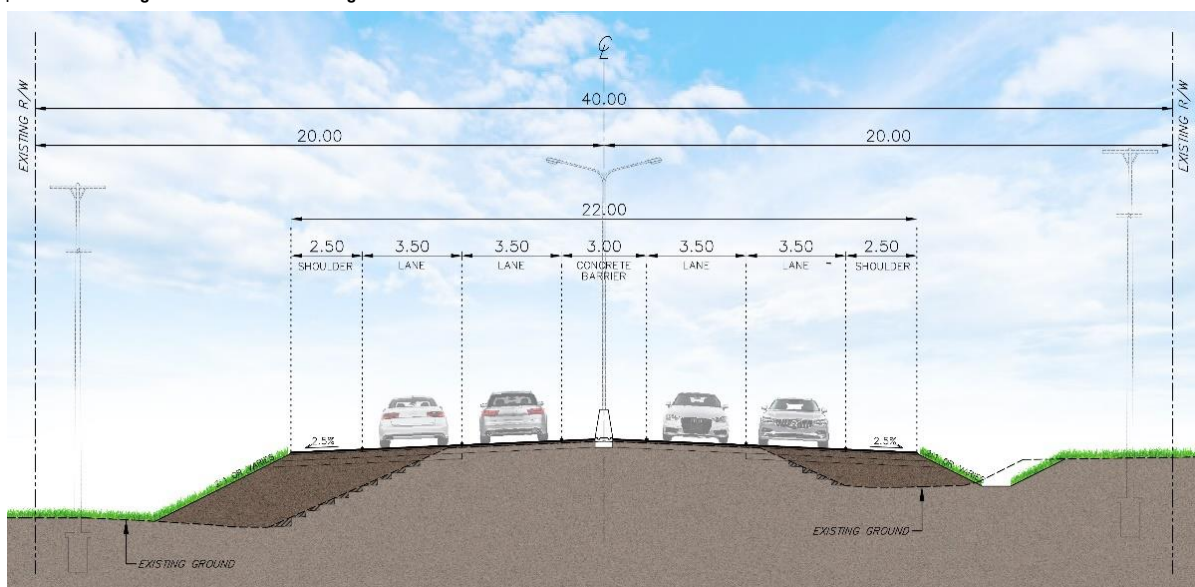 ℄
EXISTING R/W
40.00
EXISTING R/W
20.00
20.00
22.00
2.50
3.50
3.50
3.00
3.50
3.50
2.50
SHOULDER
LANE
LANE
CONCRETE
BARRIER
LANE
LANE
SHOULDER
2.5%
2.5%
EXISTING GROUND
EXISTING GROUND